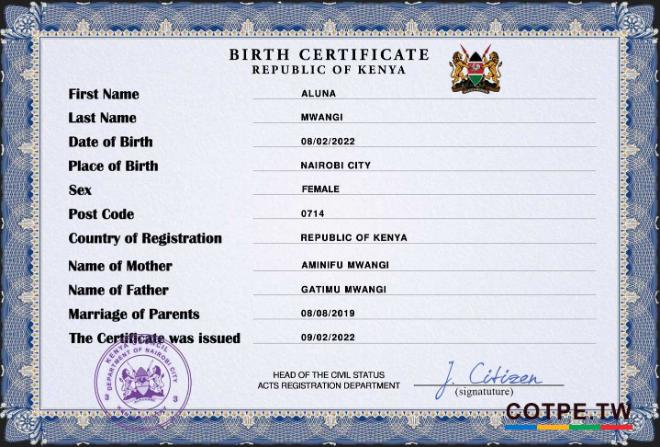 BIRTH CERTIFICATE
REPUBLIC OF KENYA
First Name ALUNA
Last Name MWANGI
Date of Birth 08/02/2022
Place of Birth NAIROBI CITY
Sex FEMALE
Post Code 0714
Country of Registration REPUBLIC OF KENYA
Name of Mother AMINIFU MWANGI
Name of Father GATIMU MWANGI
Marriage of Parents 08/08/2019
The Certificate was issued 09/02/2022
KENYA COUNCIL
DEPARTMENT OF NAIROBI CITY
HEAD OF THE CIVIL STATUS
ACTS REGISTRATION DEPARTMENT
J. Citizen
(signatuture)
COTPE.TW